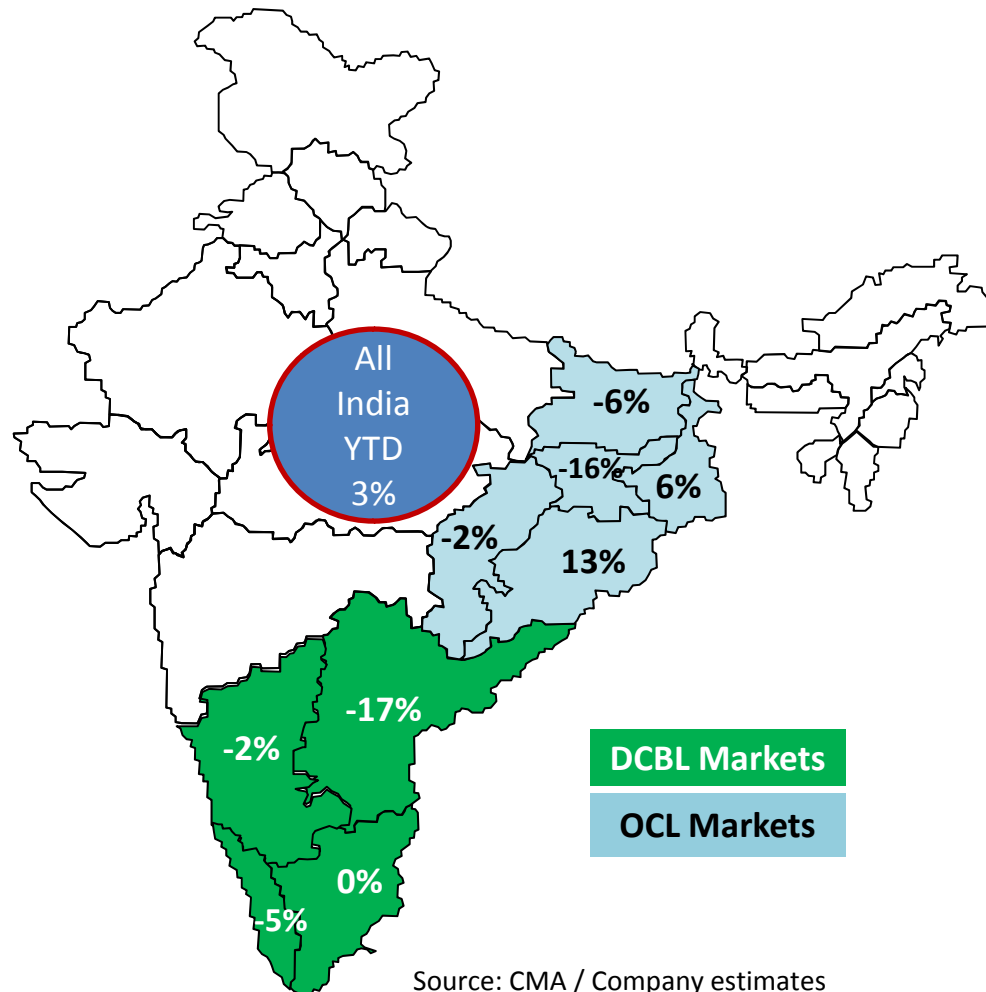 All
India
YTD
3%
-6%
-16%
6%
-2%
13%
-17%
-2%
0%
-5%
DCBL Markets
OCL Markets
Source: CMA / Company estimates